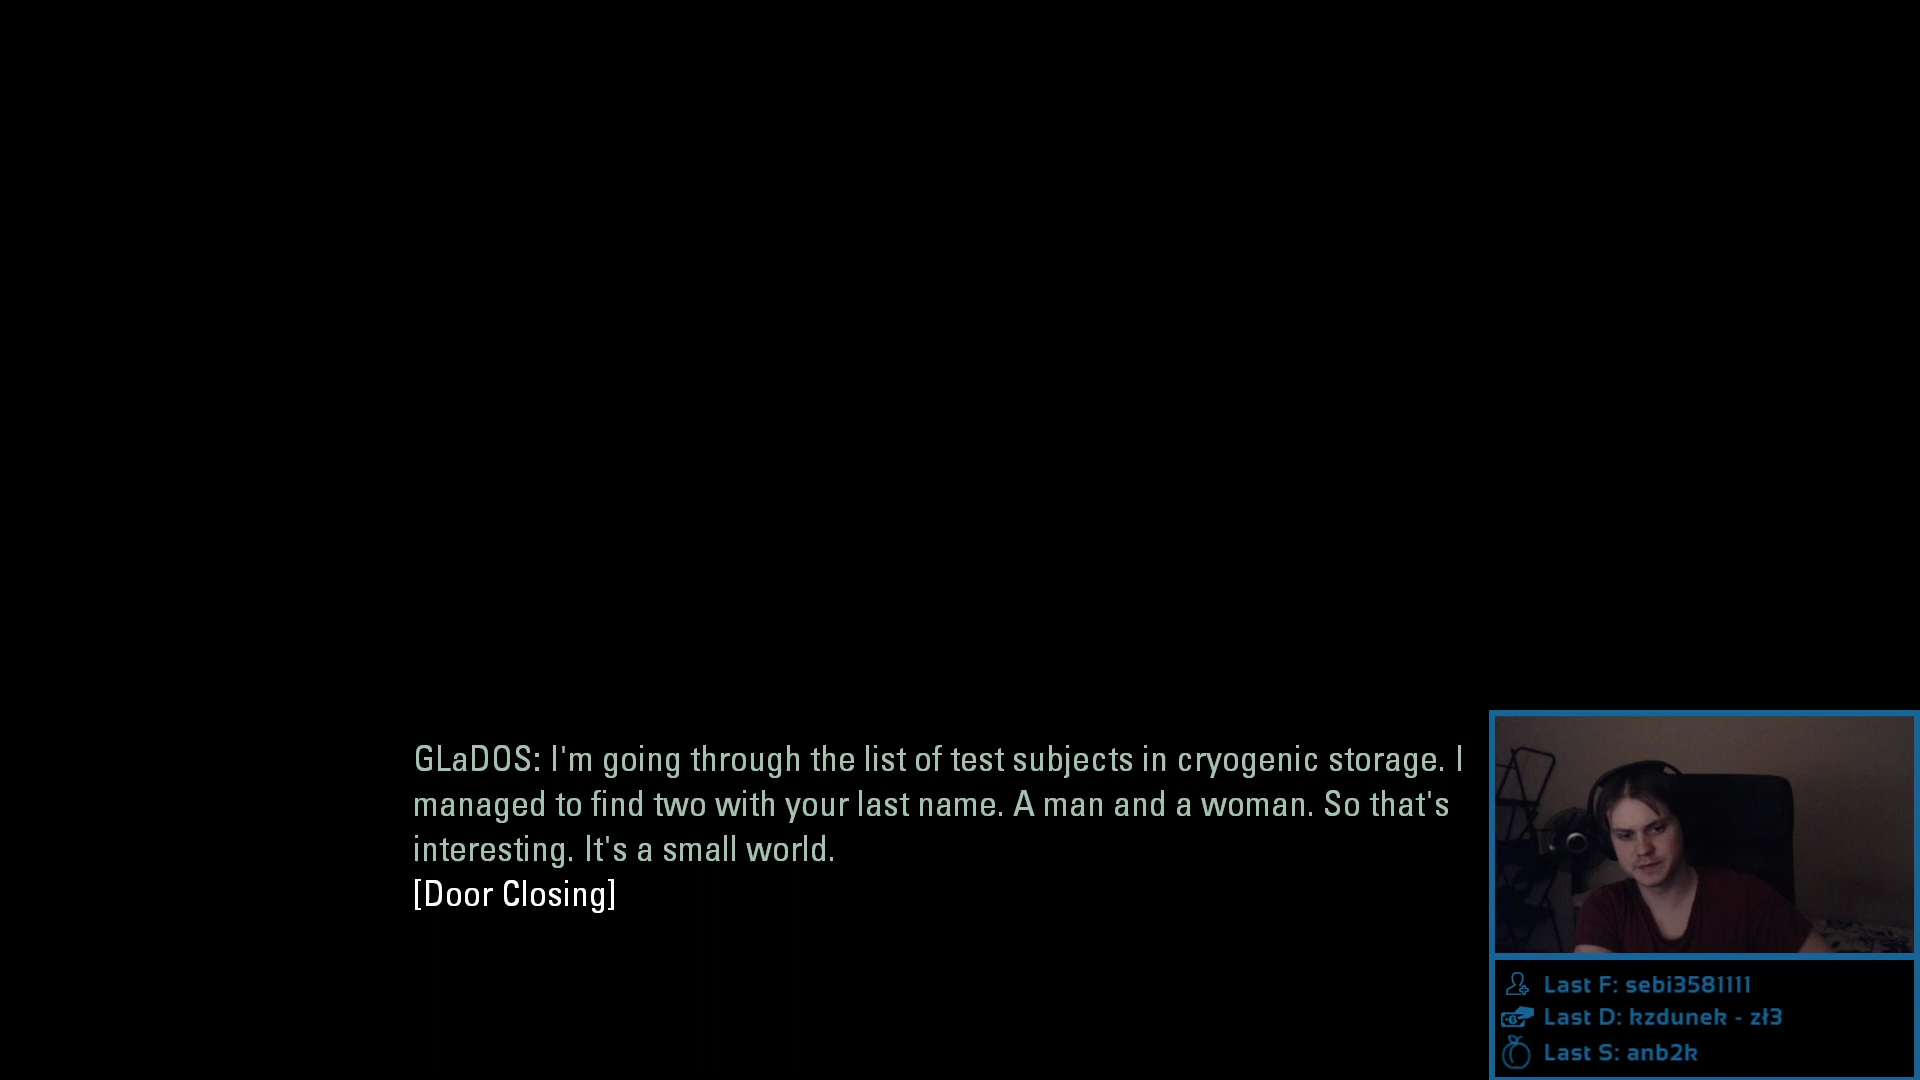 GLaDOS: I'm going through the list of test subjects in cryogenic storage. I
managed to find two with your last name. A man and a woman. So that's
interesting. It's a small world.
[Door Closing]
Last F: sebi3581111
Last D: kzdunek - zł3
Last S: anb2k